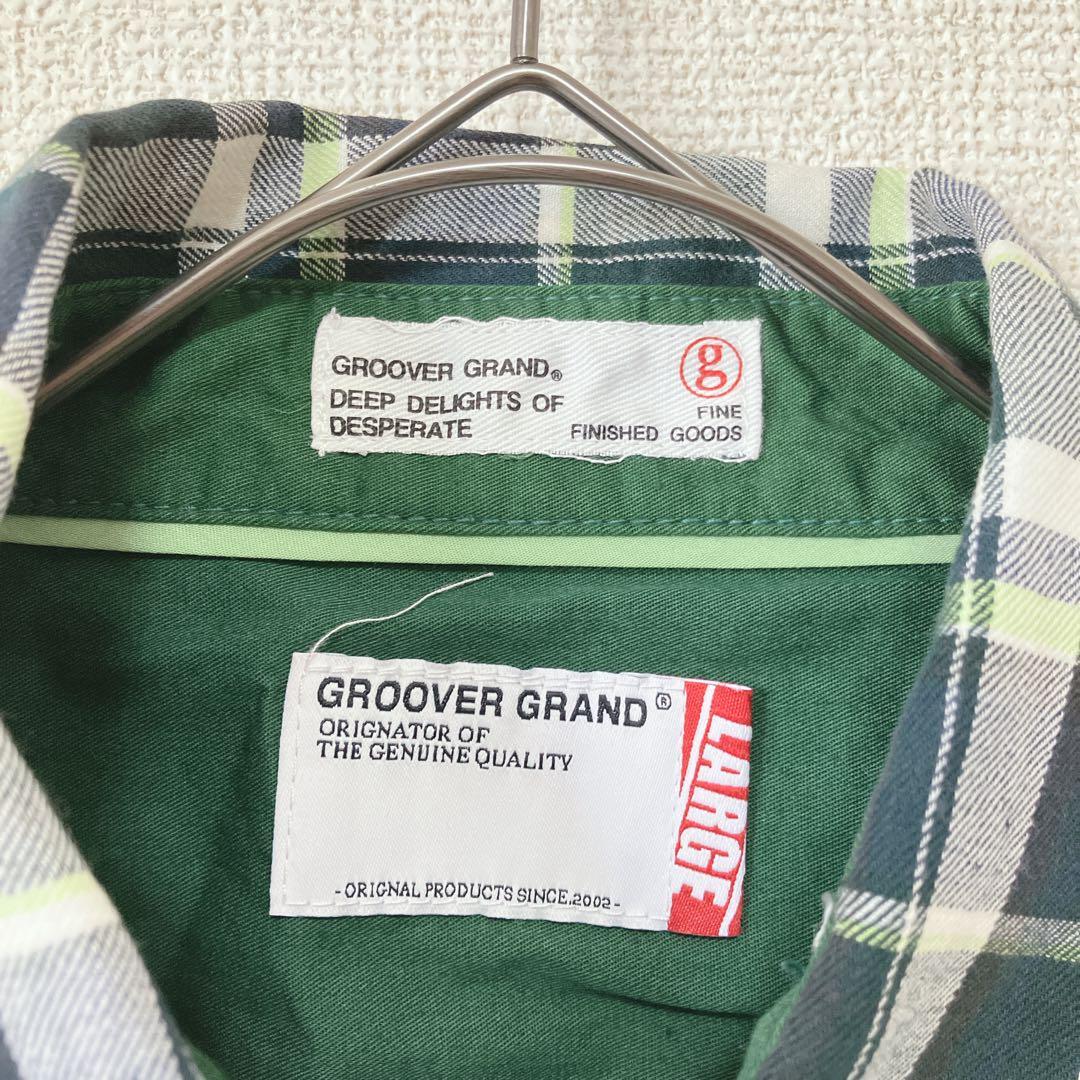 GROOVER GRAND®
DEEP DELIGHTS OF
DESPERATE
g
FINE
FINISHED GOODS
GROOVER GRAND®
ORIGNATOR OF
THE GENUINE QUALITY
-ORIGNAL PRODUCTS SINCE.2002-
LARGE